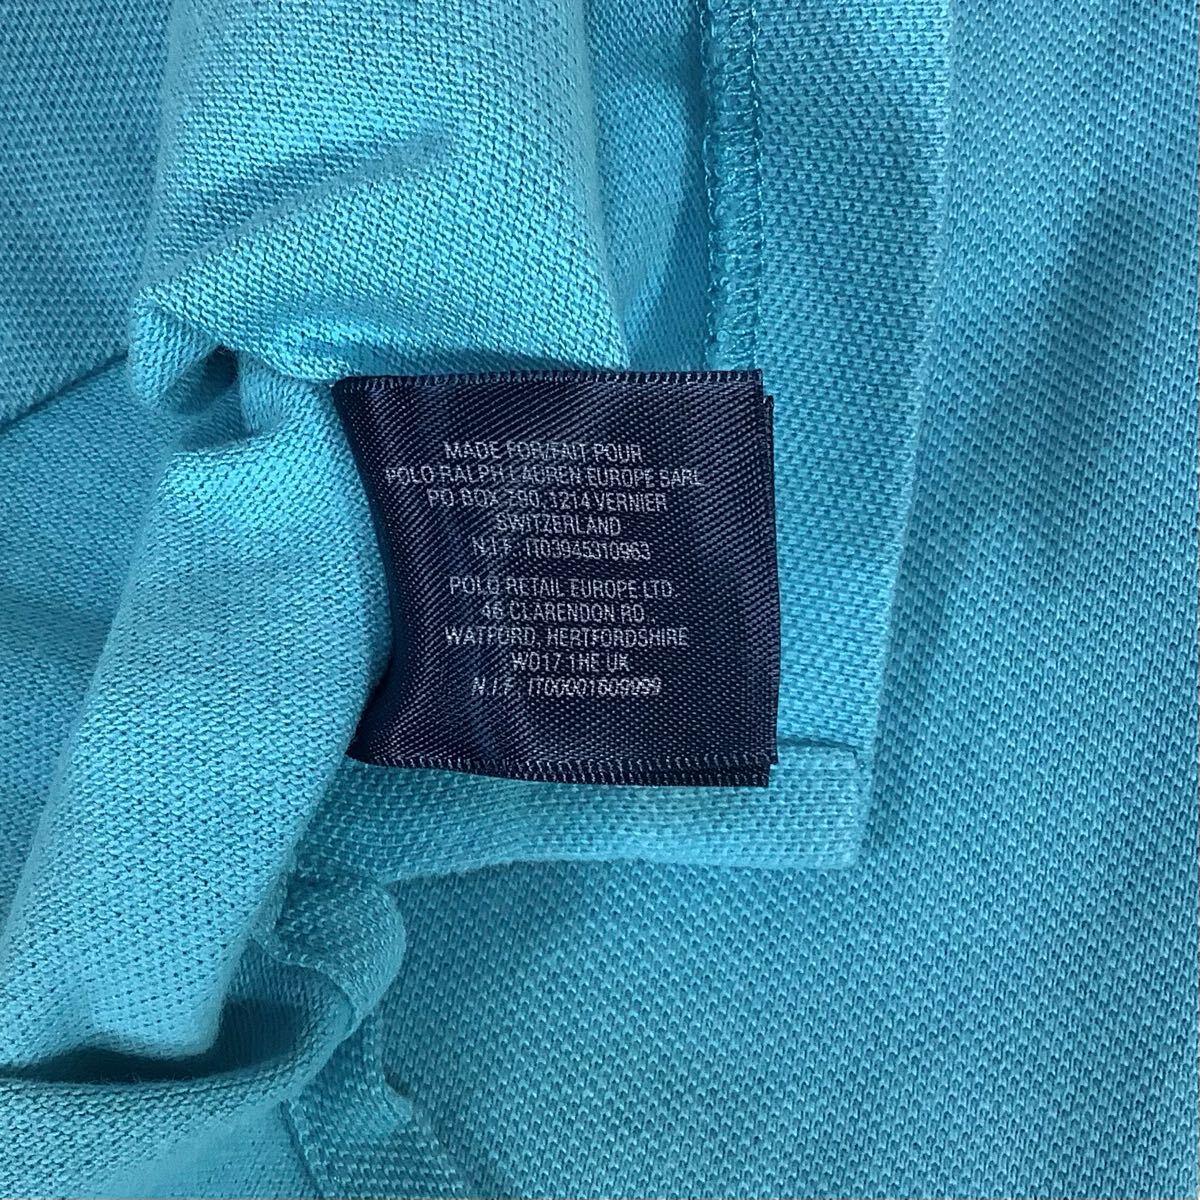 MADE FOR/FAIT POUR
POLO RALPH LAUREN EUROPE SARL
PO BOX 790, 1214 VERNIER
SWITZERLAND
N.I.F. IT03945310963
POLO RETAIL EUROPE LTD.
46 CLARENDON RD.
WATFORD, HERTFORDSHIRE
WD17 1HE UK
N.I.F. IT00001609999